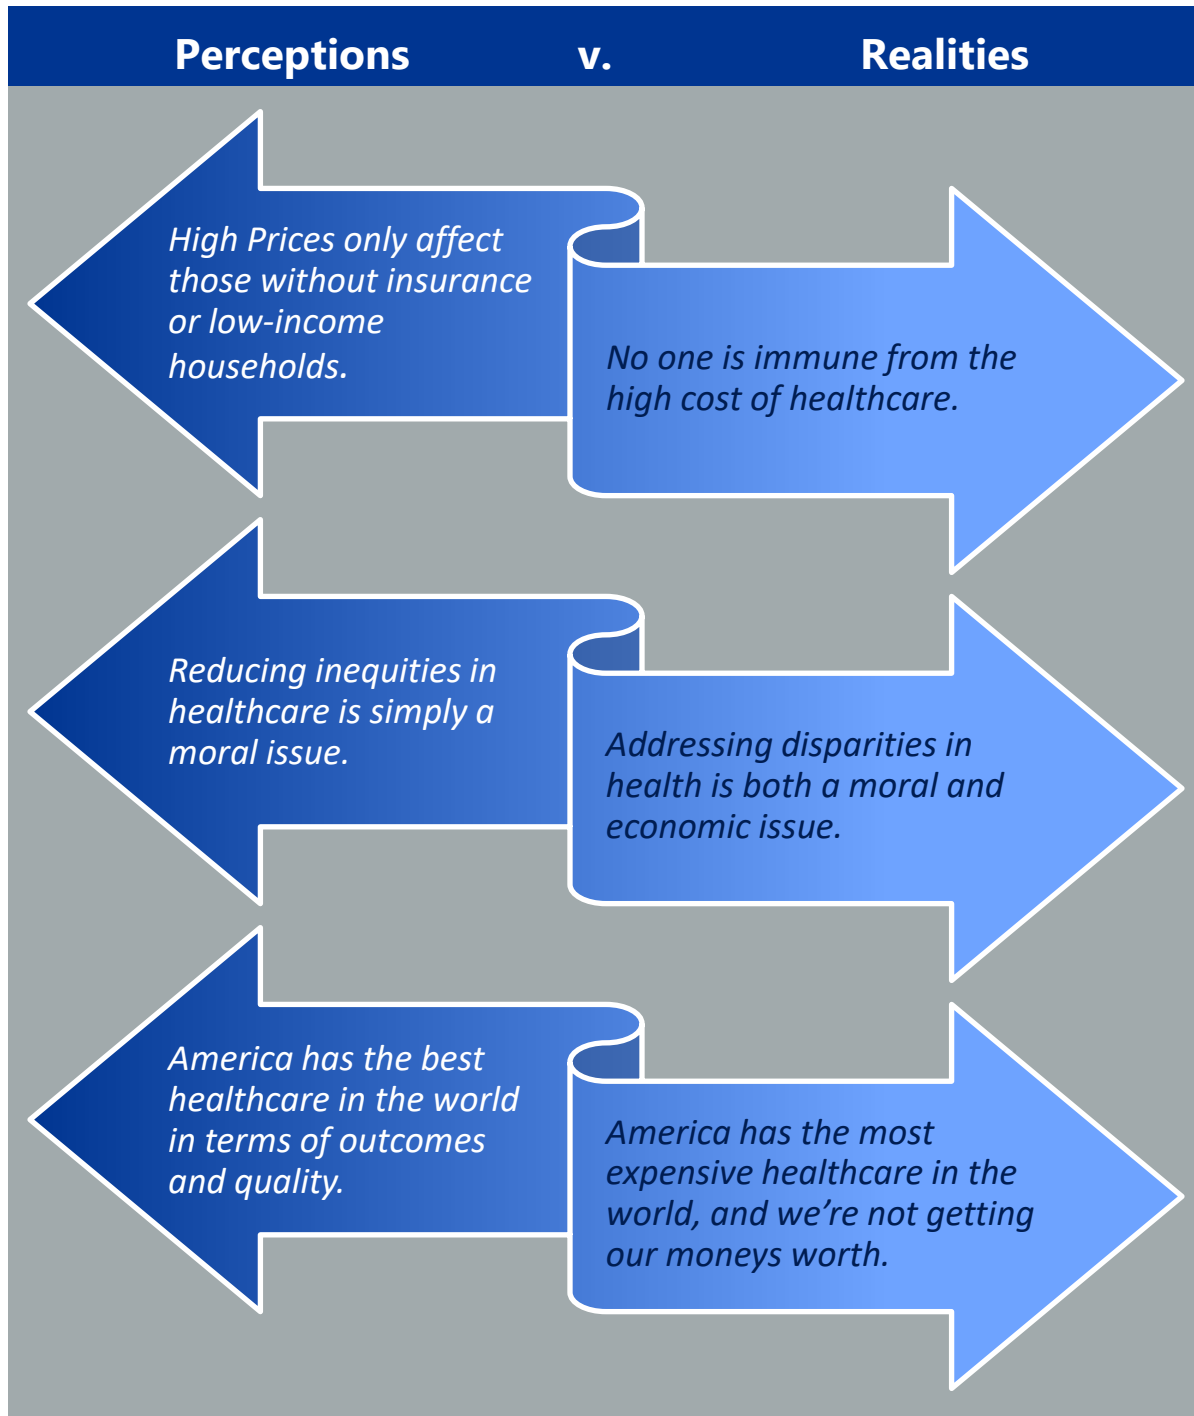 Perceptions v. Realities
High Prices only affect
those without insurance
or low-income
households.
No one is immune from the
high cost of healthcare.
Reducing inequities in
healthcare is simply a
moral issue.
Addressing disparities in
health is both a moral and
economic issue.
America has the best
healthcare in the world
in terms of outcomes
and quality.
America has the most
expensive healthcare in the
world, and we’re not getting
our moneys worth.